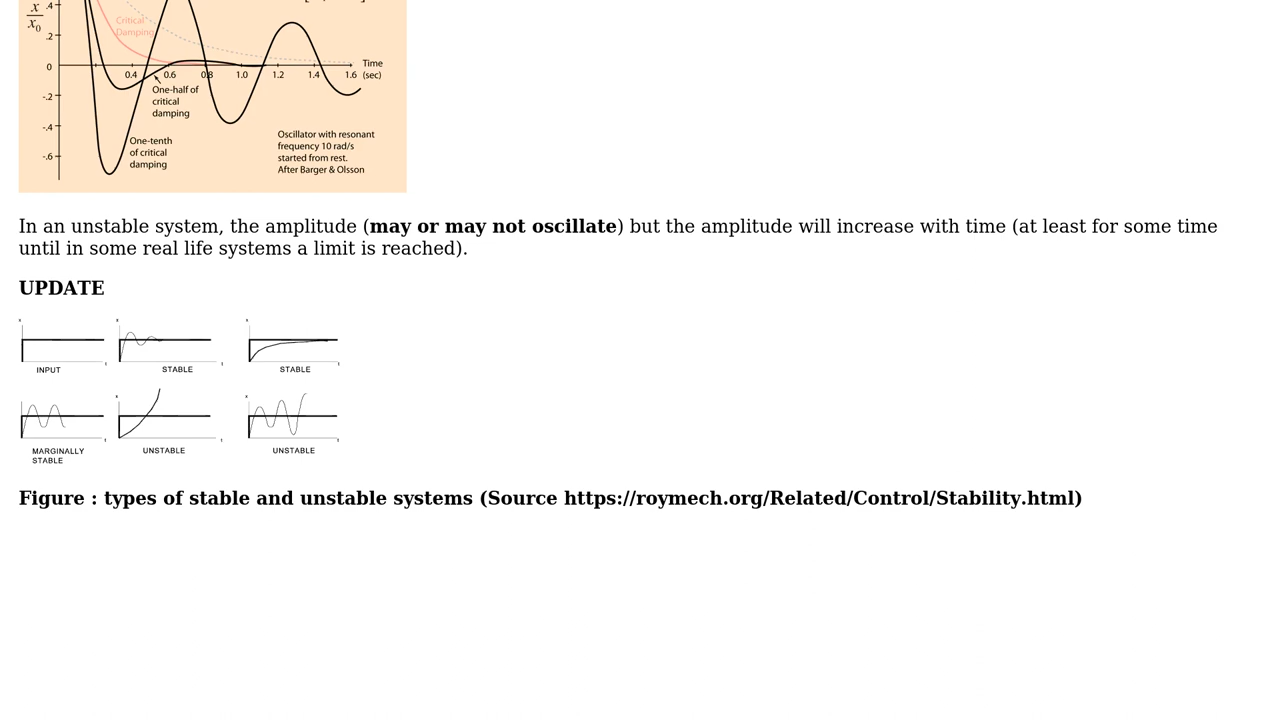 x
x0
.4
.2
0
-.2
-.4
-.6
Critical
Damping
0.4 0.6 0.8 1.0 1.2 1.4 1.6
Time
(sec)
One-half of
critical
damping
One-tenth
of critical
damping
Oscillator with resonant
frequency 10 rad/s
started from rest.
After Barger & Olsson
In an unstable system, the amplitude (may or may not oscillate) but the amplitude will increase with time (at least for some time
until in some real life systems a limit is reached).
UPDATE
x x x
INPUT STABLE STABLE
x x
MARGINALLY
STABLE
UNSTABLE UNSTABLE
Figure : types of stable and unstable systems (Source https://roymech.org/Related/Control/Stability.html)